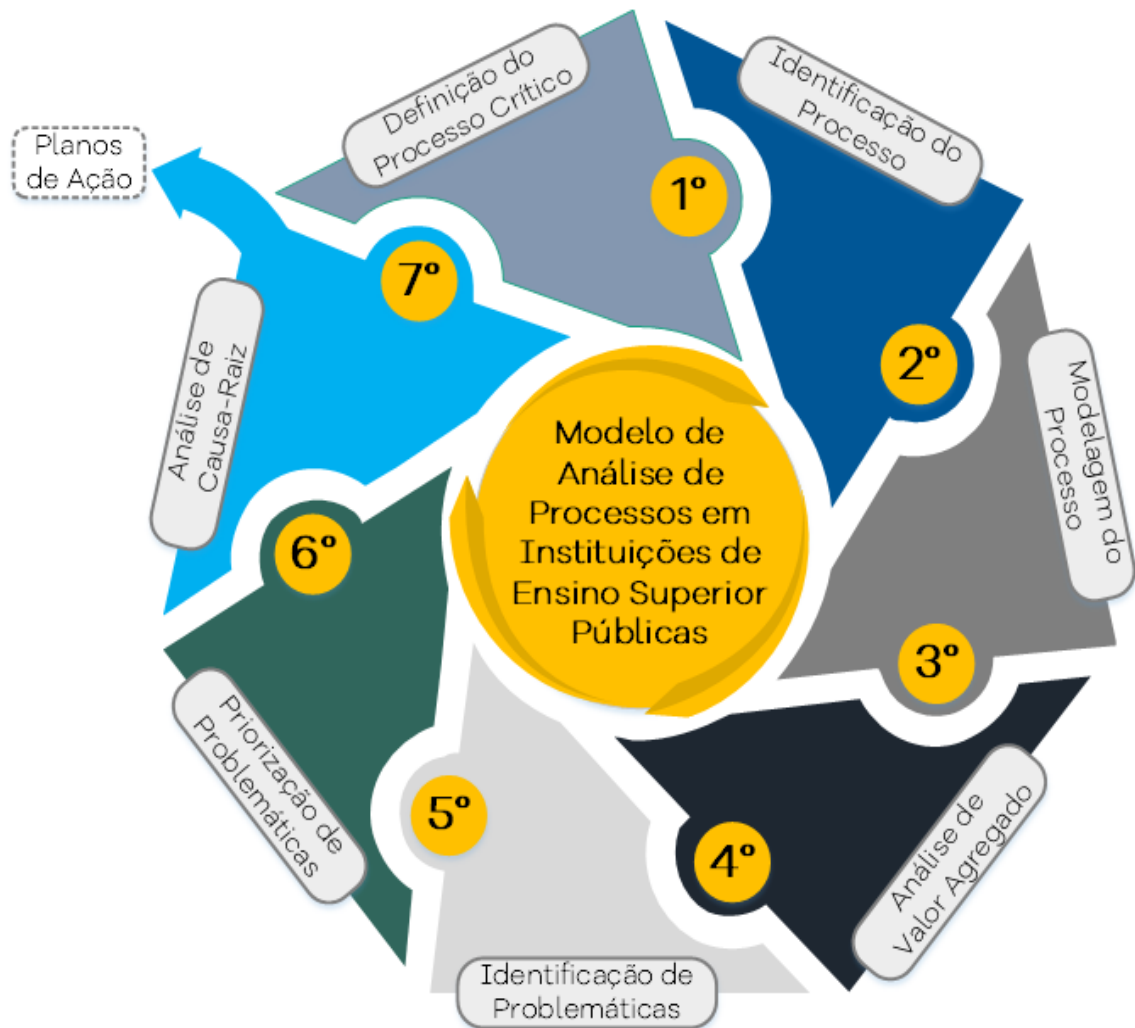 Definição do
Processo Crítico
1º
Identificação do
Processo
2º
Modelagem do
Processo
3º
Análise de
Valor Agregado
4º
Identificação de
Problemáticas
5º
Priorização de
Problemáticas
6º
Análise de
Causa-Raiz
7º
Planos
de Ação
Modelo de
Análise de
Processos em
Instituições de
Ensino Superior
Públicas